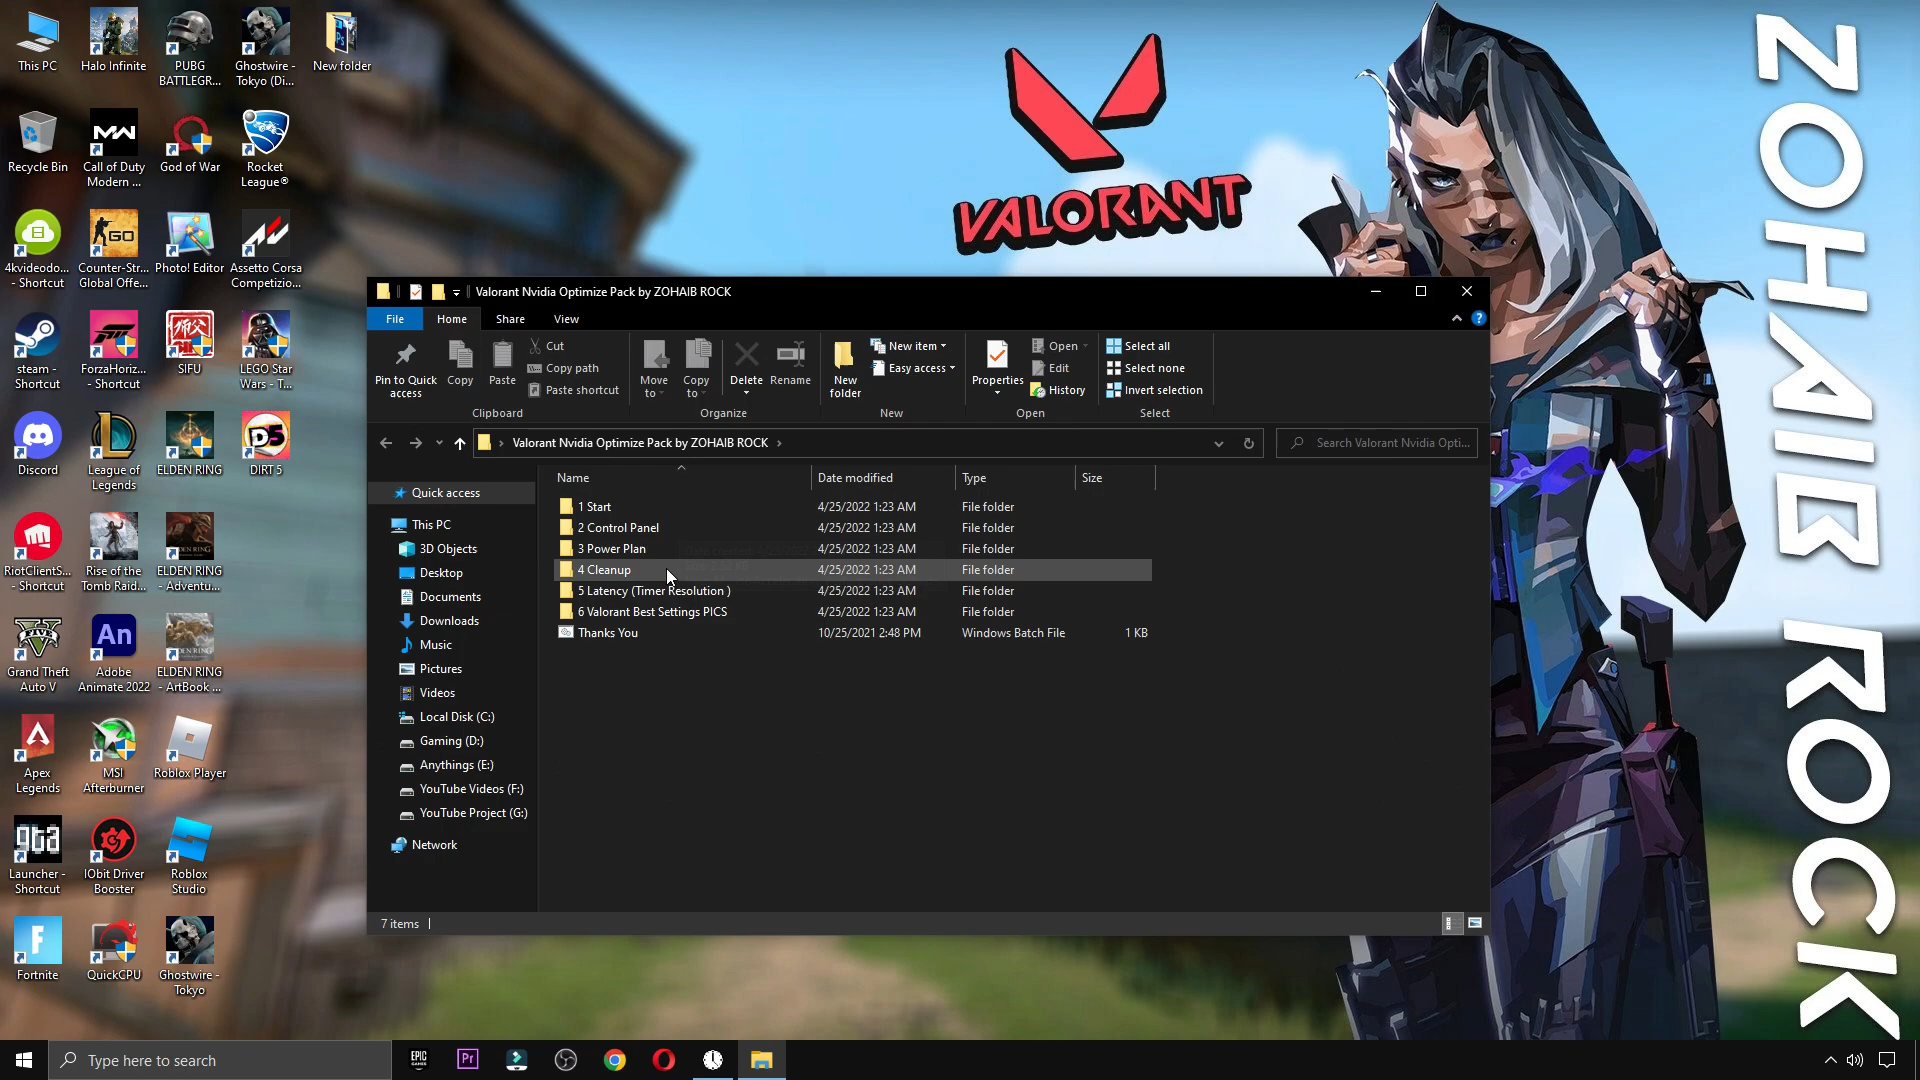 This PC
Halo Infinite
PUBG
BATTLEGR...
Ghostwire -
Tokyo (Di...
New folder
Recycle Bin
Call of Duty
Modern ...
God of War
Rocket
League®
4kvideodo...
- Shortcut
Counter-Str...
Global Offe...
Photo! Editor
Assetto Corsa
Competizio...
steam -
Shortcut
ForzaHoriz...
- Shortcut
SIFU
LEGO Star
Wars - T...
Discord
League of
Legends
ELDEN RING
DIRT 5
RiotClientS...
- Shortcut
Rise of the
Tomb Raid...
ELDEN RING
- Adventu...
Grand Theft
Auto V
Adobe
Animate 2022
ELDEN RING
- ArtBook ...
Apex
Legends
MSI
Afterburner
Roblox Player
Launcher -
Shortcut
IObit Driver
Booster
Roblox
Studio
Fortnite
QuickCPU
Ghostwire -
Tokyo
VALORANT
ZOHAIB ROCK
Valorant Nvidia Optimize Pack by ZOHAIB ROCK
File
Home
Share
View
Pin to Quick
access
Copy
Paste
Cut
Copy path
Paste shortcut
Clipboard
Move
to
Copy
to
Delete
Rename
Organize
New
folder
New item
Easy access
New
Properties
Open
Edit
History
Open
Select all
Select none
Invert selection
Select
Valorant Nvidia Optimize Pack by ZOHAIB ROCK
Search Valorant Nvidia Opti...
Name
Date modified
Type
Size
1 Start 4/25/2022 1:23 AM File folder
2 Control Panel 4/25/2022 1:23 AM File folder
3 Power Plan 4/25/2022 1:23 AM File folder
4 Cleanup 4/25/2022 1:23 AM File folder
5 Latency (Timer Resolution ) 4/25/2022 1:23 AM File folder
6 Valorant Best Settings PICS 4/25/2022 1:23 AM File folder
Thanks You 10/25/2021 2:48 PM Windows Batch File 1 KB
Quick access
This PC
3D Objects
Desktop
Documents
Downloads
Music
Pictures
Videos
Local Disk (C:)
Gaming (D:)
Anythings (E:)
YouTube Videos (F:)
YouTube Project (G:)
Network
7 items
Type here to search